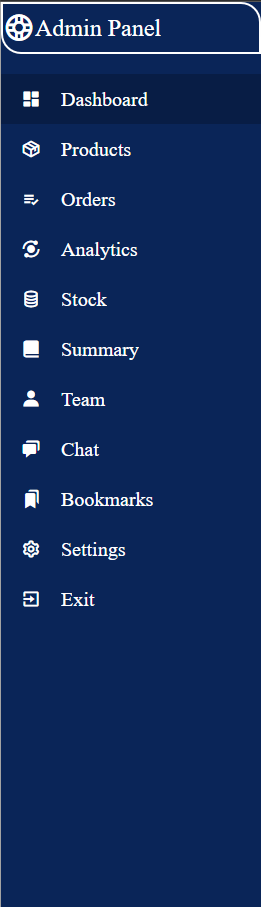 Admin Panel
Dashboard
Products
Orders
Analytics
Stock
Summary
Team
Chat
Bookmarks
Settings
Exit